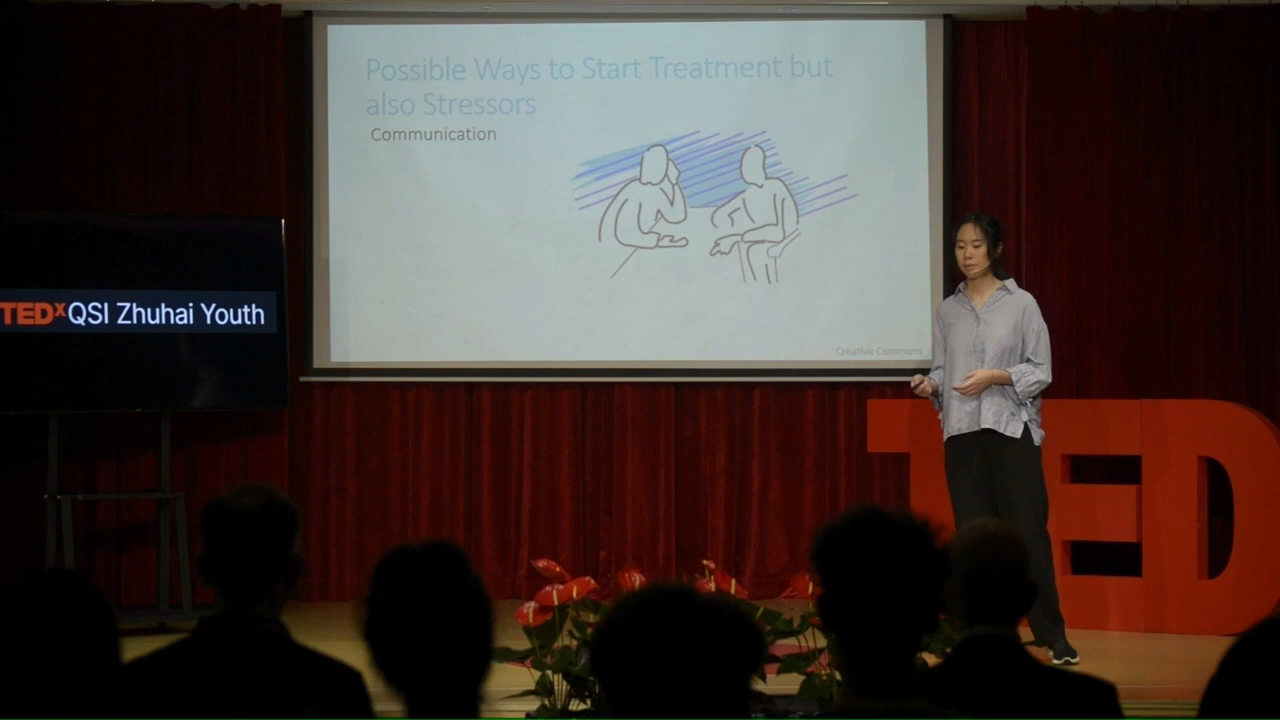 Possible Ways to Start Treatment but
also Stressors
Communication
Creative Commons
TEDxQSI Zhuhai Youth
TED